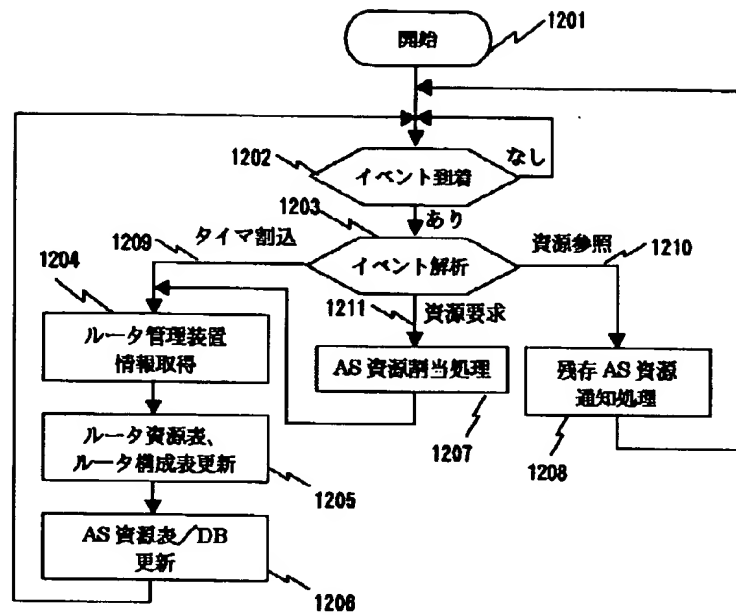 開始
1201
1202
イベント到着
なし
あり
1203
1209
タイマ割込
イベント解析
資源参照
1210
1204
1211
資源要求
ルータ管理装置
情報取得
AS 資源割当処理
1207
残存 AS 資源
通知処理
1208
ルータ資源表、
ルータ構成表更新
1205
AS 資源表/DB
更新
1206